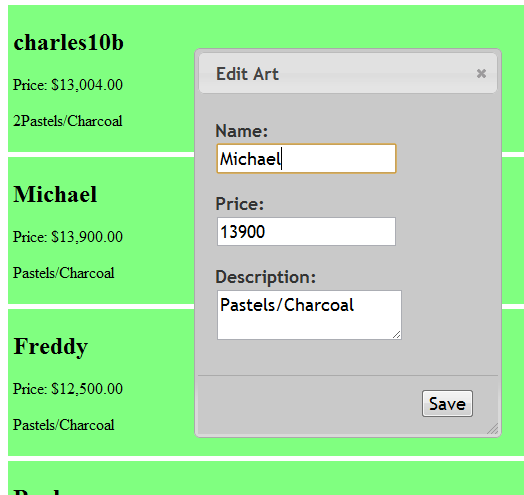 charles10b
Price: $13,004.00
2Pastels/Charcoal
Michael
Price: $13,900.00
Pastels/Charcoal
Freddy
Price: $12,500.00
Pastels/Charcoal
Edit Art
Name:
Michael
Price:
13900
Description:
Pastels/Charcoal
Save